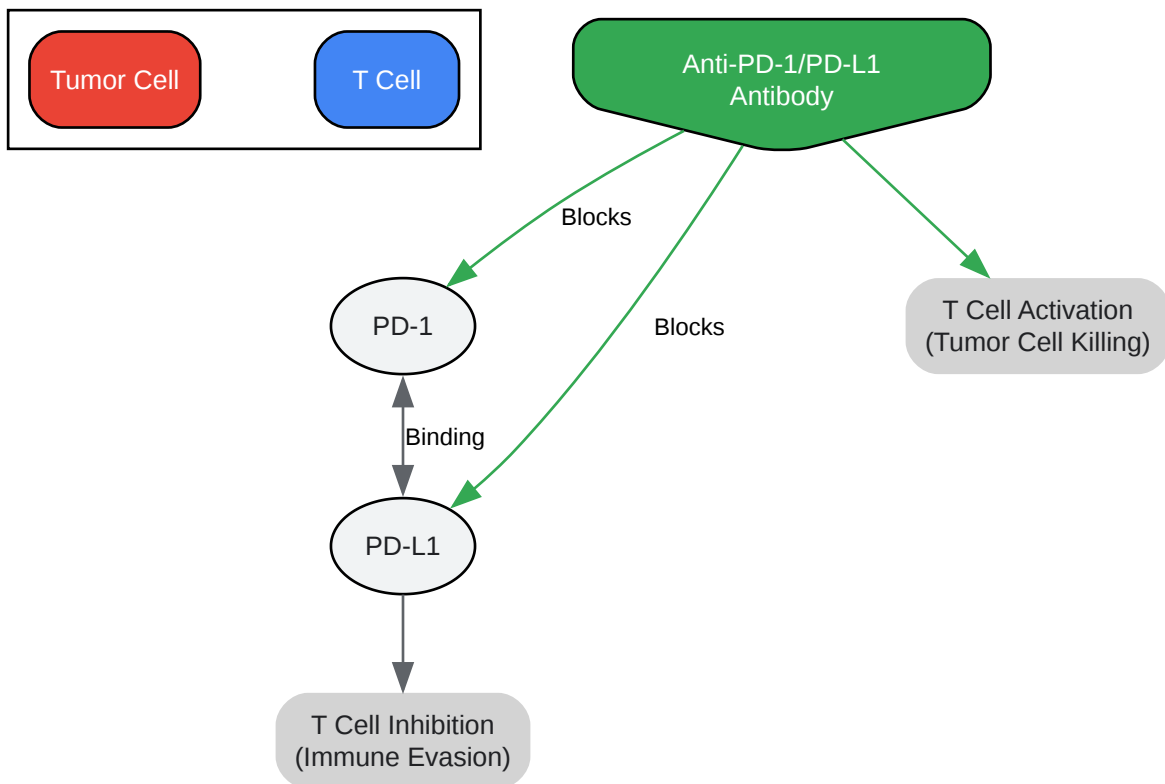 Tumor Cell
T Cell
Anti-PD-1/PD-L1
Antibody
Blocks
PD-1
Blocks
T Cell Activation
(Tumor Cell Killing)
Binding
PD-L1
T Cell Inhibition
(Immune Evasion)